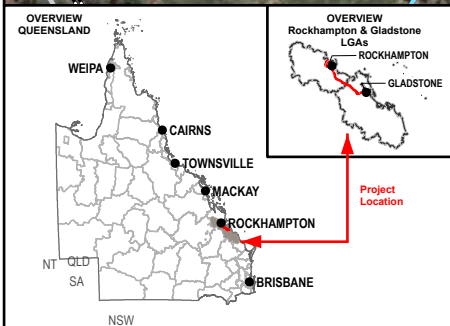 OVERVIEW
QUEENSLAND
WEIPA
CAIRNS
TOWNSVILLE
MACKAY
ROCKHAMPTON
BRISBANE
NT
QLD
SA
NSW
OVERVIEW
Rockhampton & Gladstone
LGAs
ROCKHAMPTON
GLADSTONE
Project
Location